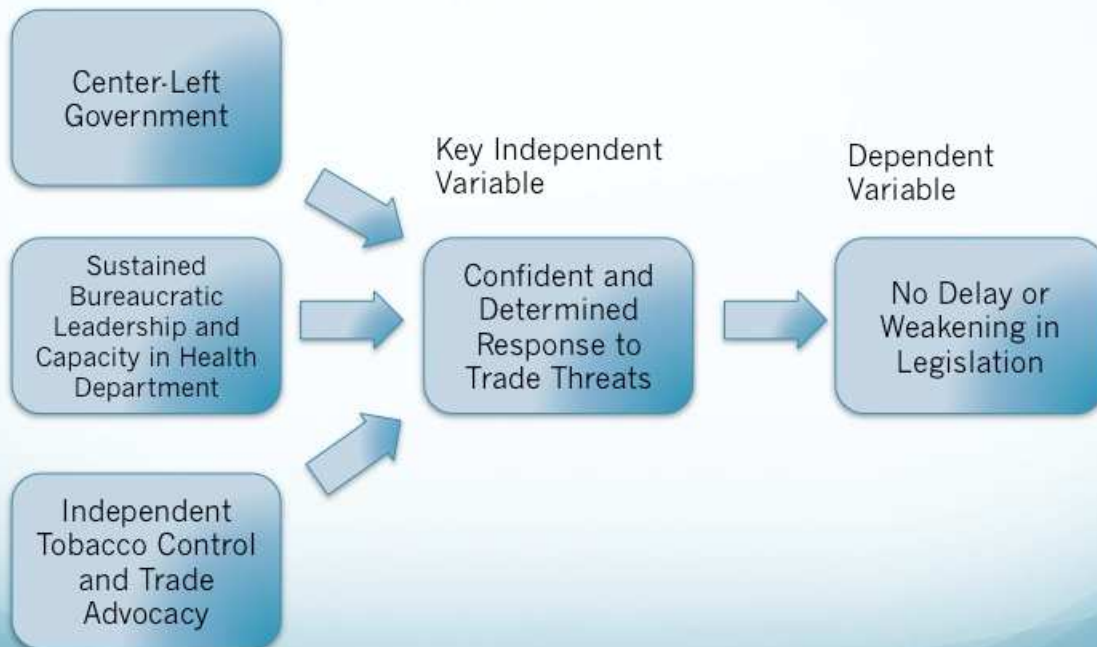 Center-Left
Government
Sustained
Bureaucratic
Leadership and
Capacity in Health
Department
Independent
Tobacco Control
and Trade
Advocacy
Key Independent
Variable
Confident and
Determined
Response to
Trade Threats
Dependent
Variable
No Delay or
Weakening in
Legislation